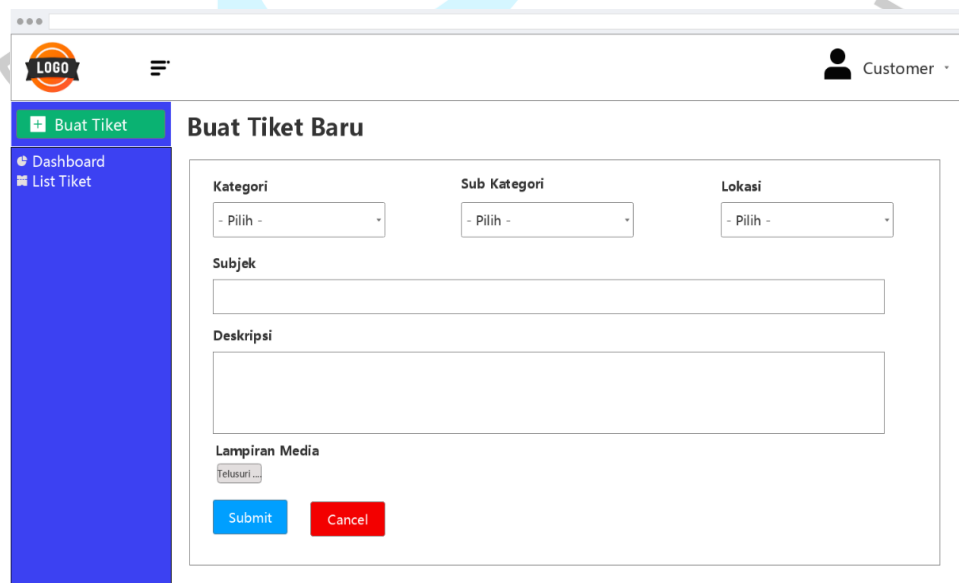 LOGO
Customer
Buat Tiket
Dashboard
List Tiket
Buat Tiket Baru
Kategori
Sub Kategori
Lokasi
- Pilih -
- Pilih -
- Pilih -
Subjek
Deskripsi
Lampiran Media
Telusuri ....
Submit
Cancel